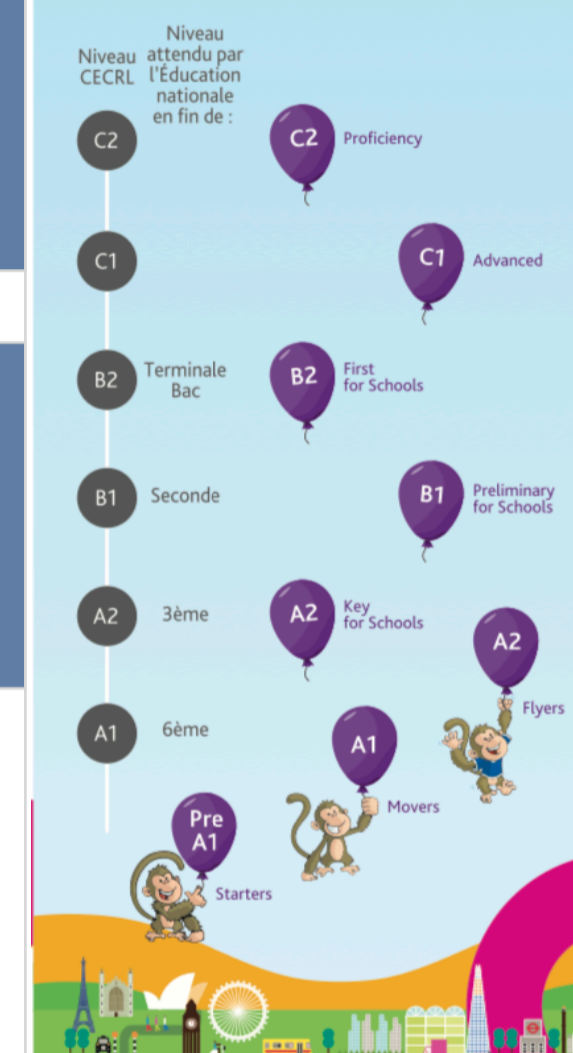 Niveau
CECRL
Niveau
attendu par
l'Éducation
nationale
en fin de :
C2
C2
Proficiency
C1
C1
Advanced
B2
Terminale
Bac
B2
First
for Schools
B1
Seconde
B1
Preliminary
for Schools
A2
3ème
A2
Key
for Schools
A2
Flyers
A1
6ème
A1
Movers
Pre
A1
Starters